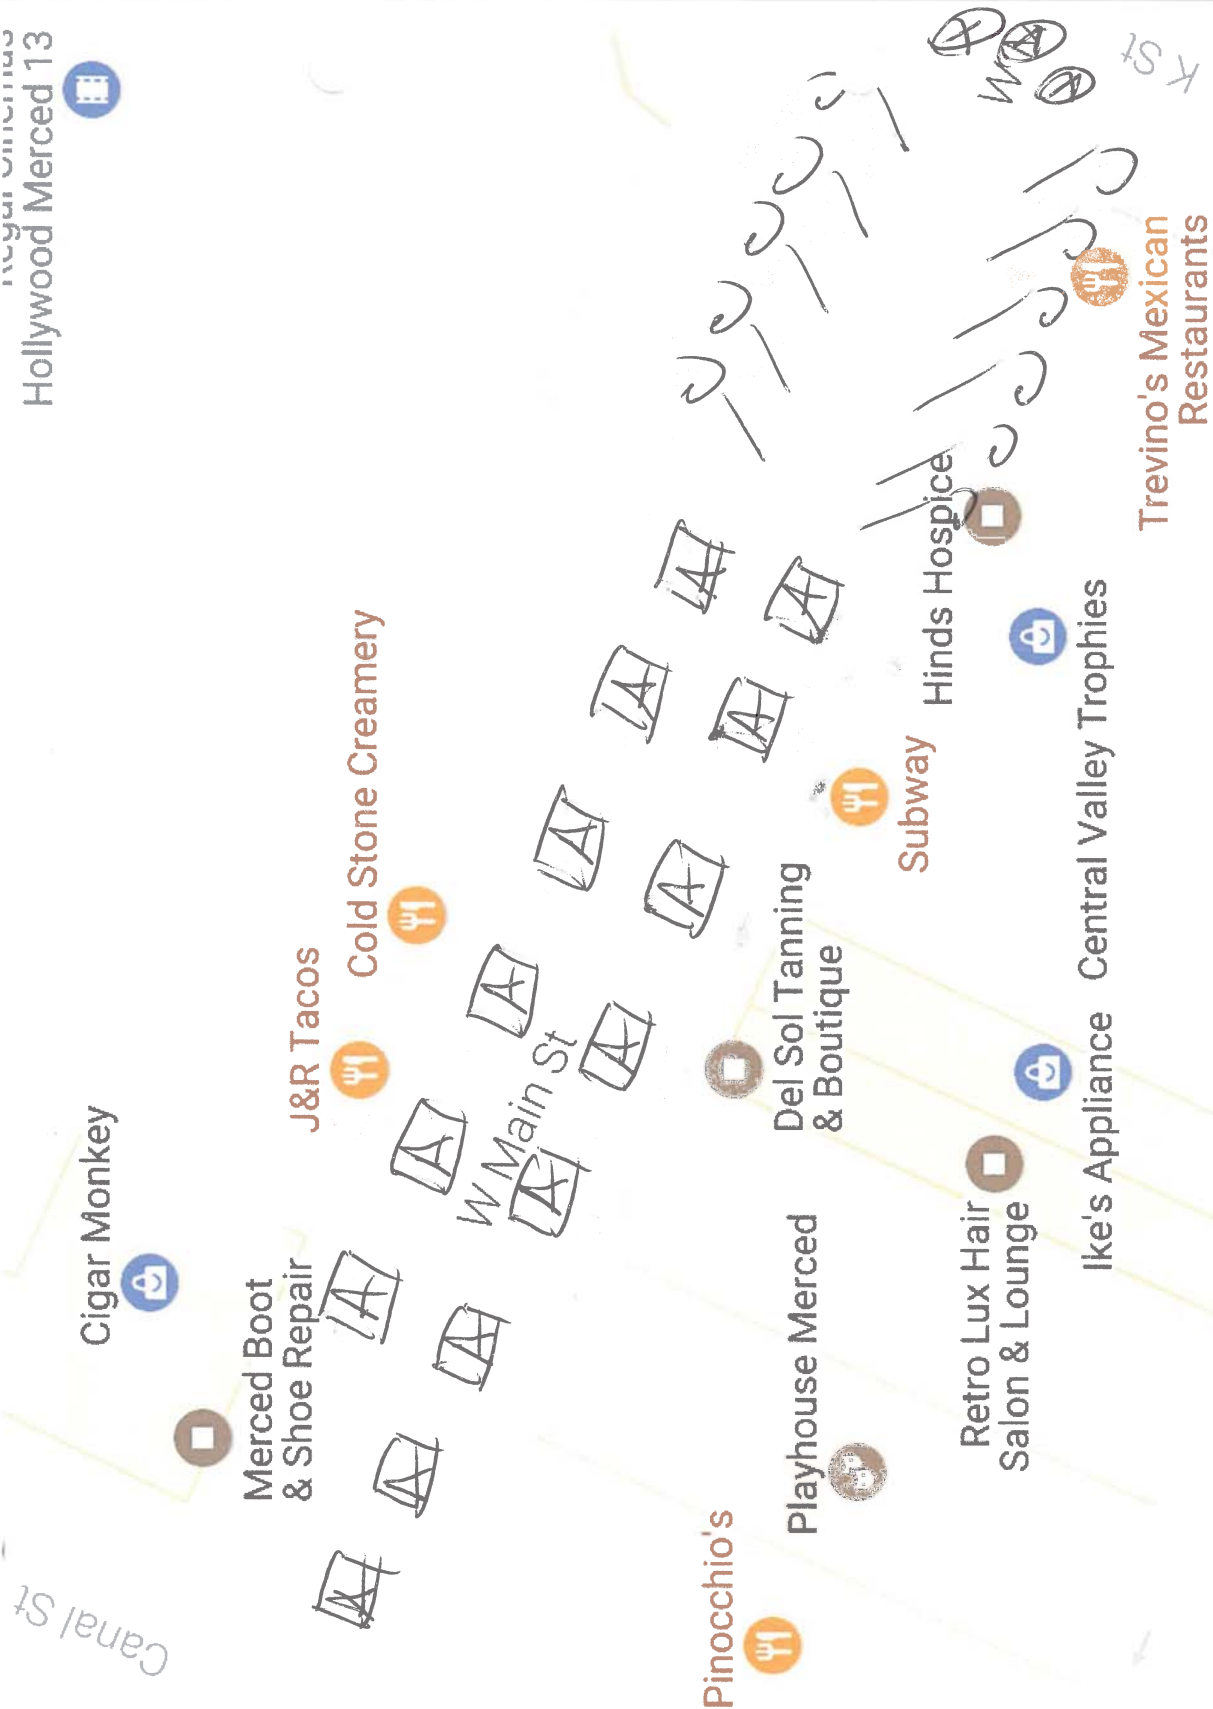 Hollywood Merced 13
K St
Trevino's Mexican
Restaurants
Hinds Hospice
Central Valley Trophies
Subway
Cold Stone Creamery
J&R Tacos
Del Sol Tanning
& Boutique
Ike's Appliance
W Main St
Cigar Monkey
Merced Boot
& Shoe Repair
Playhouse Merced
Retro Lux Hair
Salon & Lounge
Pinocchio's
Canal St
A
A
A
A
A
A
A
A
A
A
A
A
A
A